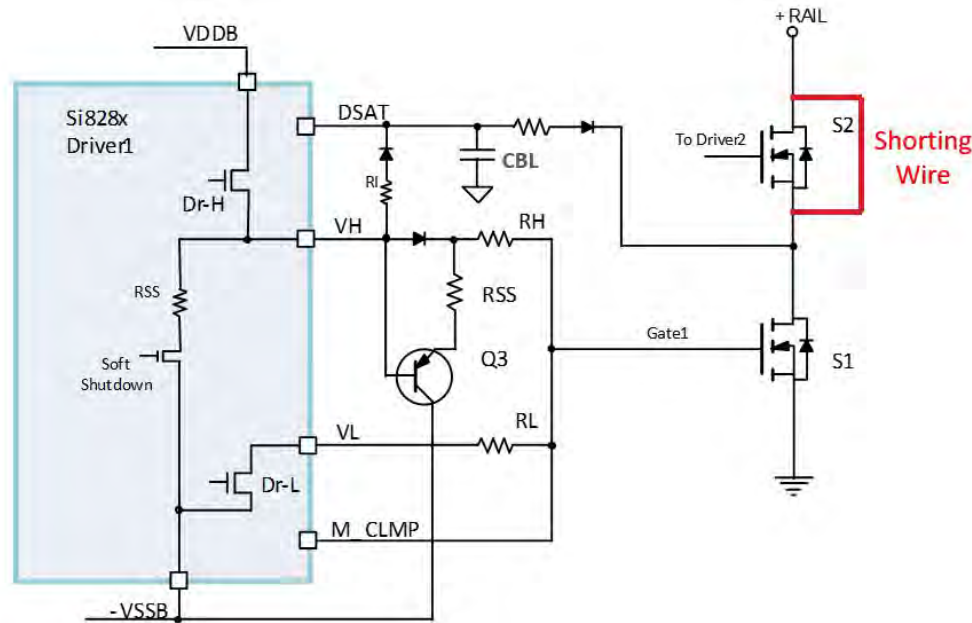 +RAIL
VDDB
Si828x
Driver1
DSAT
S2
To Driver2
Shorting
Wire
CBL
RI
Dr-H
VH
RH
RSS
RSS
Gate1
Soft
Shutdown
Q3
S1
VL
RL
Dr-L
M_CLMP
-VSSB